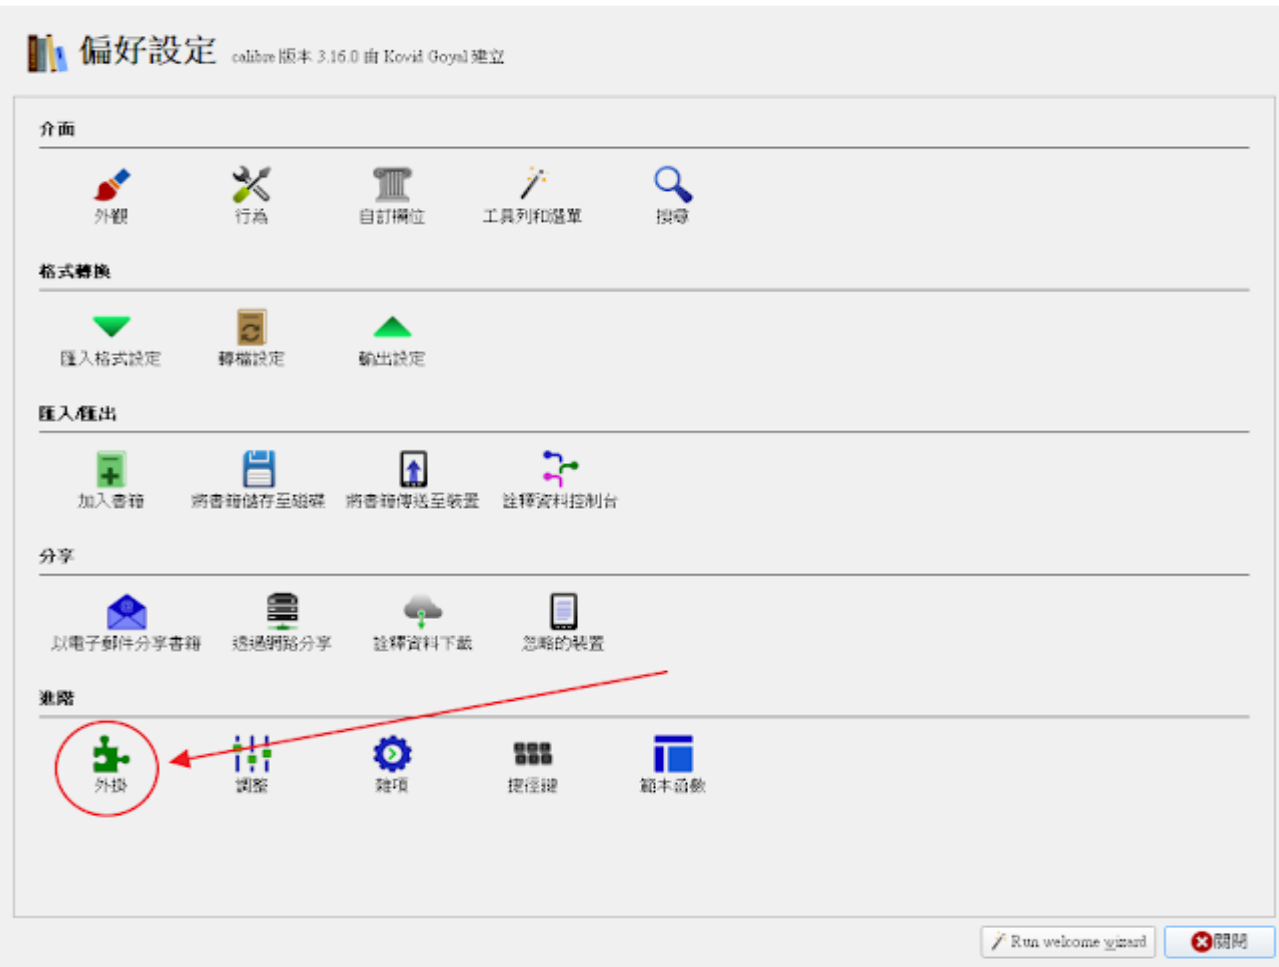 偏好設定 calibre 版本 3.16.0 由 Kovid Goyal 建立
介面
外觀 行為 自訂欄位 工具列和選單 搜尋
格式轉換
匯入格式設定 轉檔設定 輸出設定
匯入/匯出
加入書籍 將書籍儲存至磁碟 將書籍傳送至裝置 詮釋資料控制台
分享
以電子郵件分享書籍 透過網路分享 詮釋資料下載 忽略的裝置
進階
外掛 調整 雜項 捷徑鍵 範本函數
Run welcome wizard 關閉